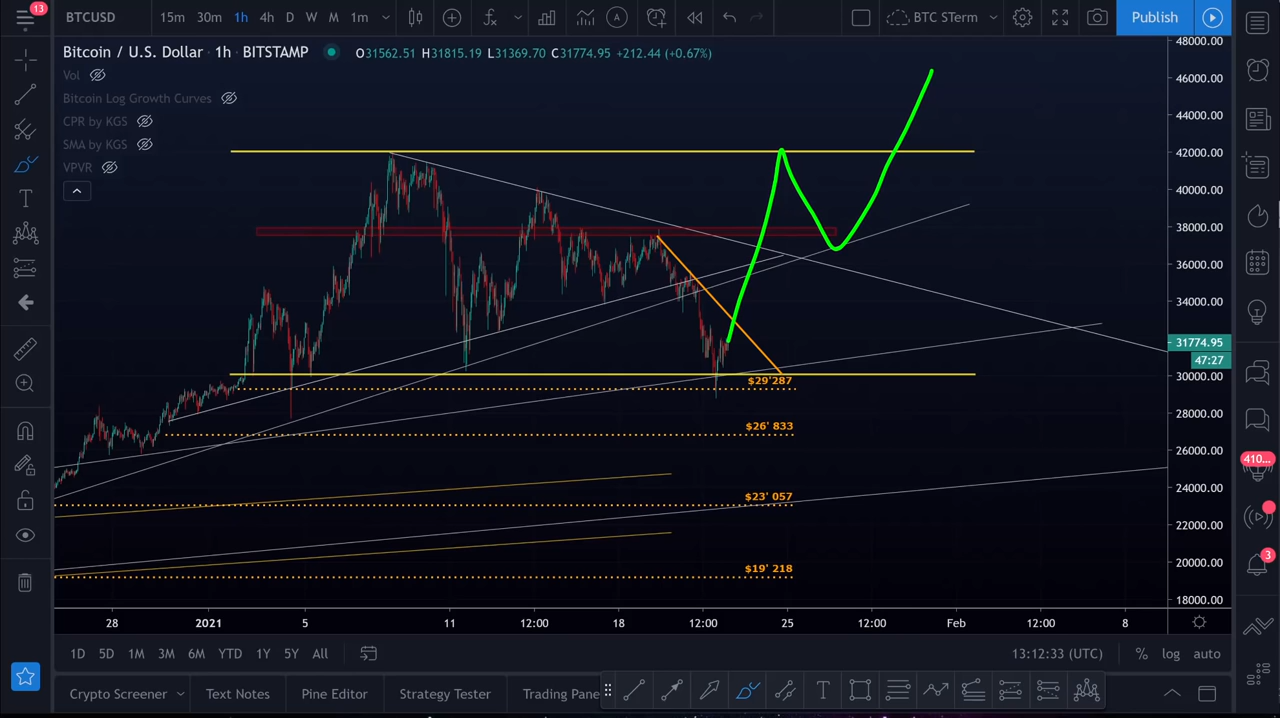 13
BTCUSD 15m 30m 1h 4h D W M 1m BTC STerm Publish
Bitcoin / U.S. Dollar · 1h · BITSTAMP O31562.51 H31815.19 L31369.70 C31774.95 +212.44 (+0.67%)
Vol
Bitcoin Log Growth Curves
CPR by KGS
SMA by KGS
VPVR
48000.00
46000.00
44000.00
42000.00
40000.00
38000.00
36000.00
34000.00
31774.95
47:27
30000.00
28000.00
26000.00
24000.00
22000.00
20000.00
18000.00
$29'287
$26' 833
$23' 057
$19' 218
410...
3
28 2021 5 11 12:00 18 12:00 25 12:00 Feb 12:00 8
1D 5D 1M 3M 6M YTD 1Y 5Y All 13:12:33 (UTC) % log auto
Crypto Screener Text Notes Pine Editor Strategy Tester Trading Pane